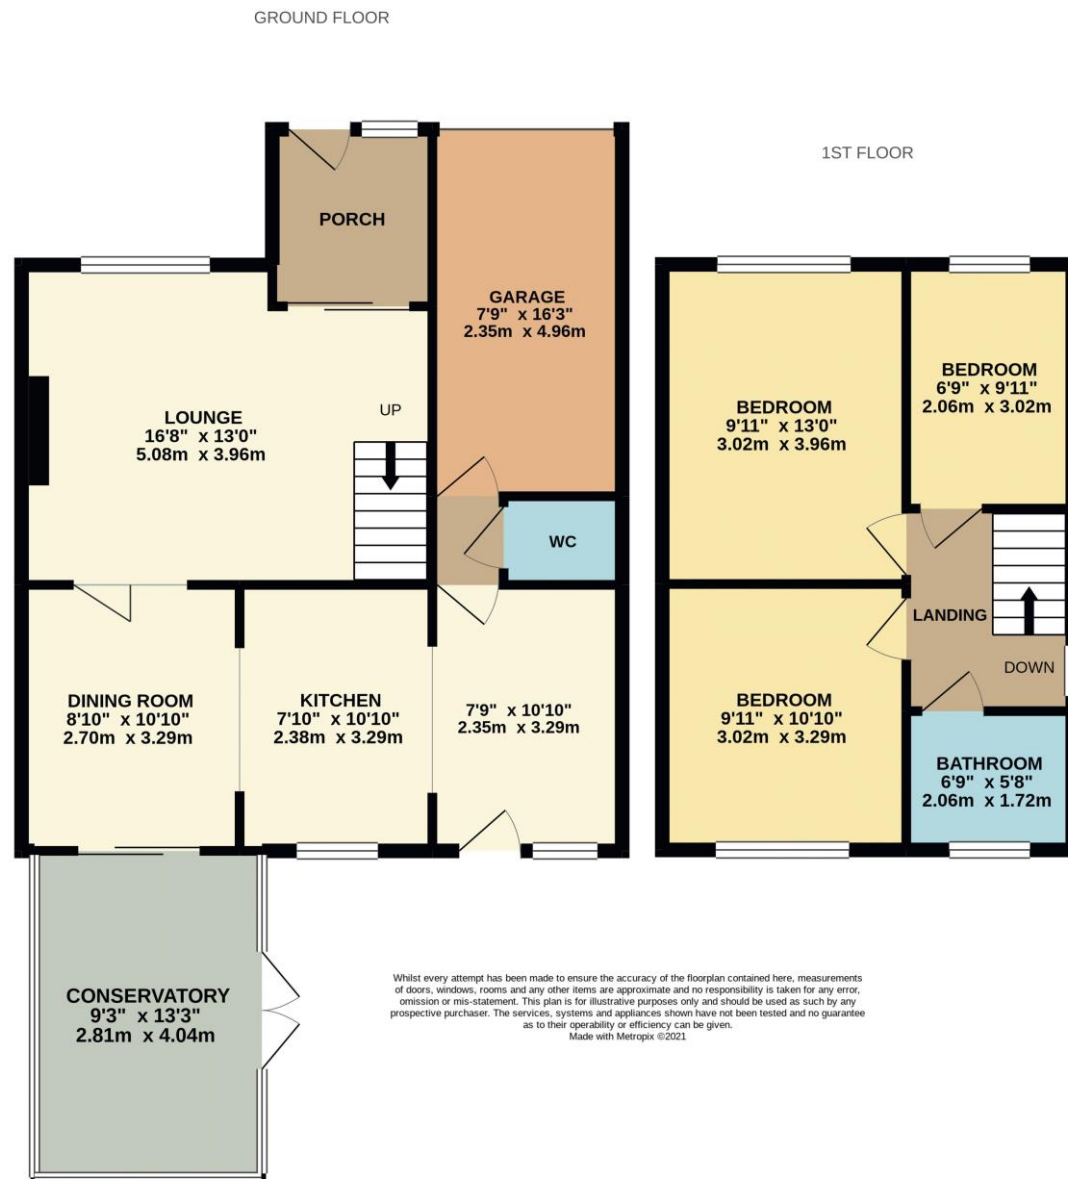 GROUND FLOOR
1ST FLOOR
PORCH
GARAGE
7'9" x 16'3"
2.35m x 4.96m
LOUNGE
16'8" x 13'0"
5.08m x 3.96m
UP
WC
DINING ROOM
8'10" x 10'10"
2.70m x 3.29m
KITCHEN
7'10" x 10'10"
2.38m x 3.29m
7'9" x 10'10"
2.35m x 3.29m
CONSERVATORY
9'3" x 13'3"
2.81m x 4.04m
BEDROOM
9'11" x 13'0"
3.02m x 3.96m
BEDROOM
6'9" x 9'11"
2.06m x 3.02m
LANDING
DOWN
BEDROOM
9'11" x 10'10"
3.02m x 3.29m
BATHROOM
6'9" x 5'8"
2.06m x 1.72m
Whilst every attempt has been made to ensure the accuracy of the floorplan contained here, measurements
of doors, windows, rooms and any other items are approximate and no responsibility is taken for any error,
omission or mis-statement. This plan is for illustrative purposes only and should be used as such by any
prospective purchaser. The services, systems and appliances shown have not been tested and no guarantee
as to their operability or efficiency can be given.
Made with Metropix ©2021